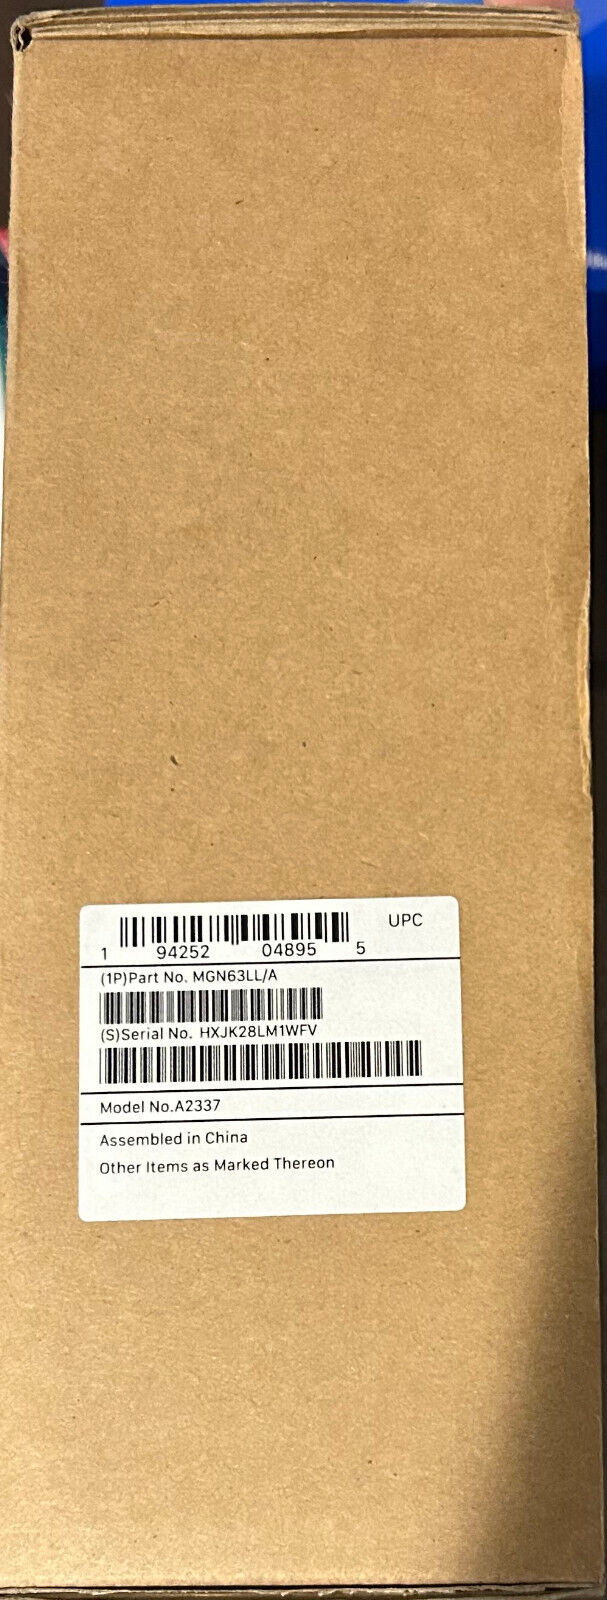 UPC
1 94252 04895 5
(1P)Part No. MGN63LL/A
(S)Serial No. HXJK28LM1WFV
Model No.A2337
Assembled in China
Other Items as Marked Thereon